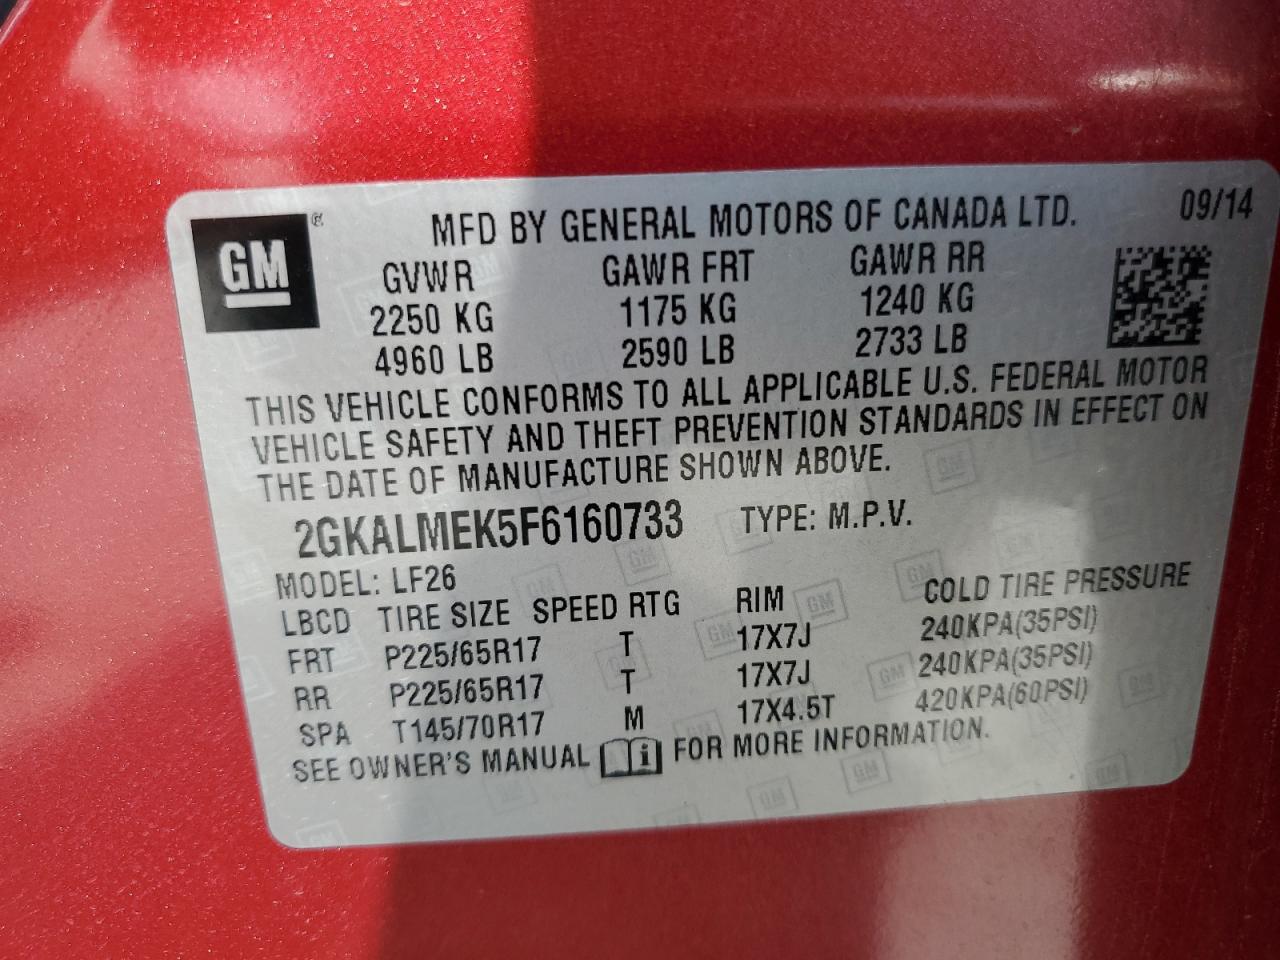 GM ®
MFD BY GENERAL MOTORS OF CANADA LTD. 09/14
GVWR GAWR FRT GAWR RR
2250 KG 1175 KG 1240 KG
4960 LB 2590 LB 2733 LB
THIS VEHICLE CONFORMS TO ALL APPLICABLE U.S. FEDERAL MOTOR
VEHICLE SAFETY AND THEFT PREVENTION STANDARDS IN EFFECT ON
THE DATE OF MANUFACTURE SHOWN ABOVE.
2GKALMEK5F6160733 TYPE: M.P.V.
MODEL: LF26
LBCD TIRE SIZE SPEED RTG RIM COLD TIRE PRESSURE
FRT P225/65R17 T 17X7J 240KPA(35PSI)
RR P225/65R17 T 17X7J 240KPA(35PSI)
SPA T145/70R17 M 17X4.5T 420KPA(60PSI)
SEE OWNER'S MANUAL i FOR MORE INFORMATION.